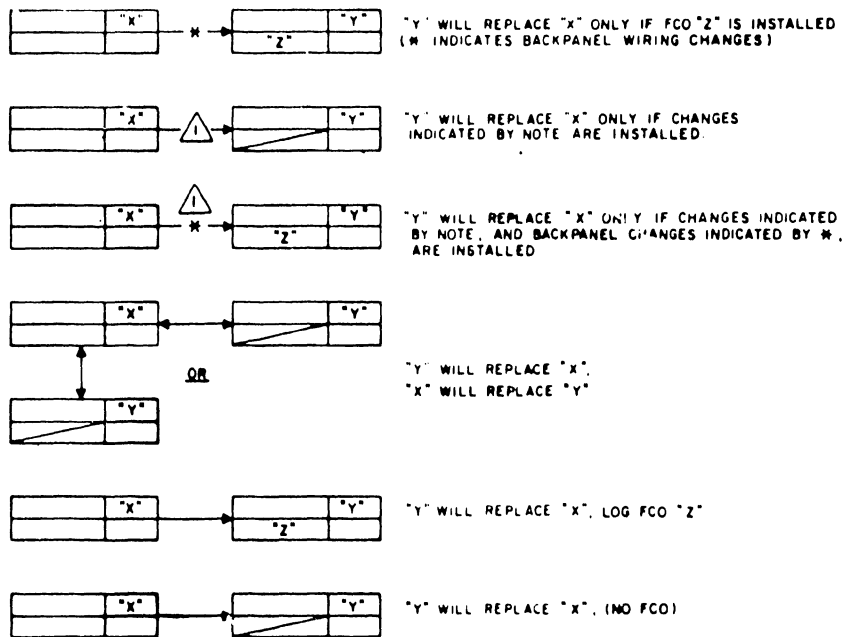 "X" * "Y" "Y" WILL REPLACE "X" ONLY IF FCO "Z" IS INSTALLED
"Z" (* INDICATES BACKPANEL WIRING CHANGES)
"X" 1 "Y" "Y" WILL REPLACE "X" ONLY IF CHANGES
INDICATED BY NOTE ARE INSTALLED.
1
"X" * "Y" "Y" WILL REPLACE "X" ONLY IF CHANGES INDICATED
"Z" BY NOTE, AND BACKPANEL CHANGES INDICATED BY *,
ARE INSTALLED
"X" "Y"
OR
"Y" WILL REPLACE "X",
"X" WILL REPLACE "Y"
"Y"
"X" "Y" "Y" WILL REPLACE "X", LOG FCO "Z"
"Z"
"X" "Y" "Y" WILL REPLACE "X", (NO FCO)